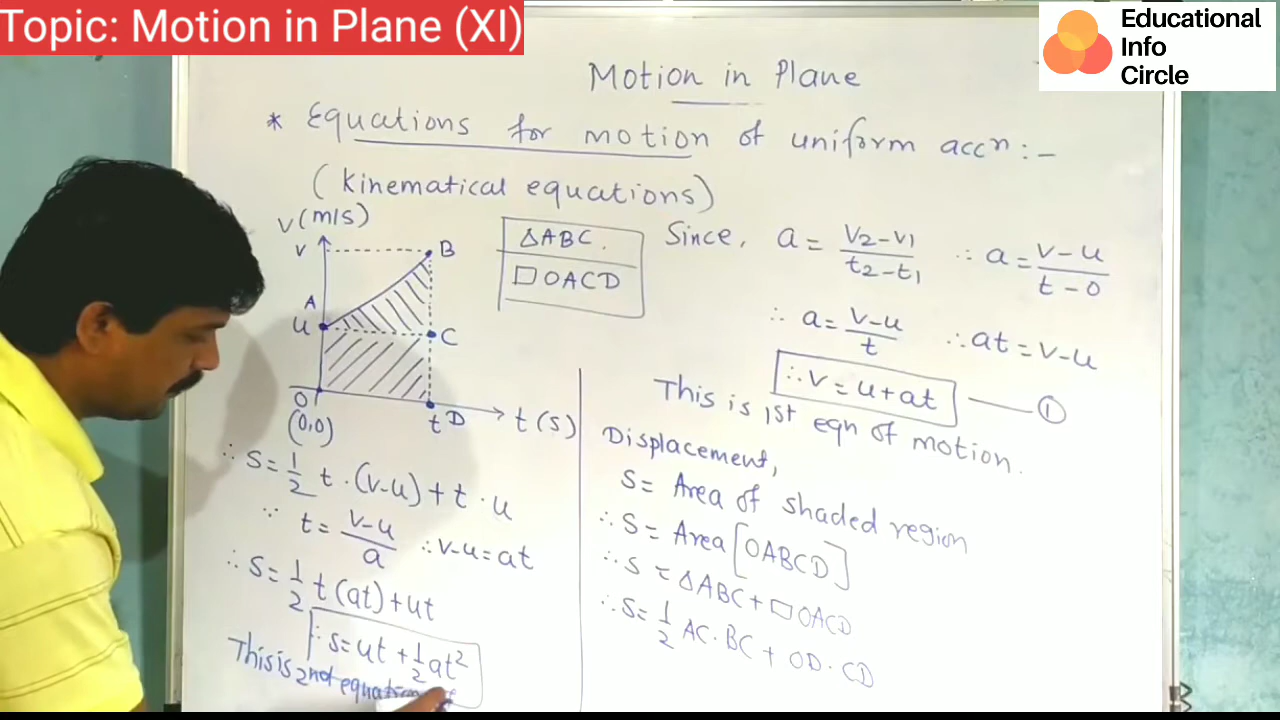 Topic: Motion in Plane (XI)
Educational
Info
Circle
Motion in Plane
* Equations for motion of uniform accⁿ :-
(Kinematical equations)
V(m/s)
V
B
A
u
C
O
(0,0)
t D
t (s)
△ABC.
□OACD
Since, a = (v₂-v₁)/(t₂-t₁) ∴ a = (v-u)/(t-0)
∴ a = (v-u)/t ∴ at = v-u
∴ v = u+at ①
This is 1st eqn of motion.
Displacement,
S = Area of shaded region
∴ S = Area [OABCD]
∴ S = △ABC + □OACD
∴ S = 1/2 AC·BC + OD·CD
∴ S = 1/2 t·(v-u) + t·u
∵ t = (v-u)/a ∴ v-u = at
∴ S = 1/2 t(at) + ut
∴ s = ut + 1/2 at²
This is 2nd